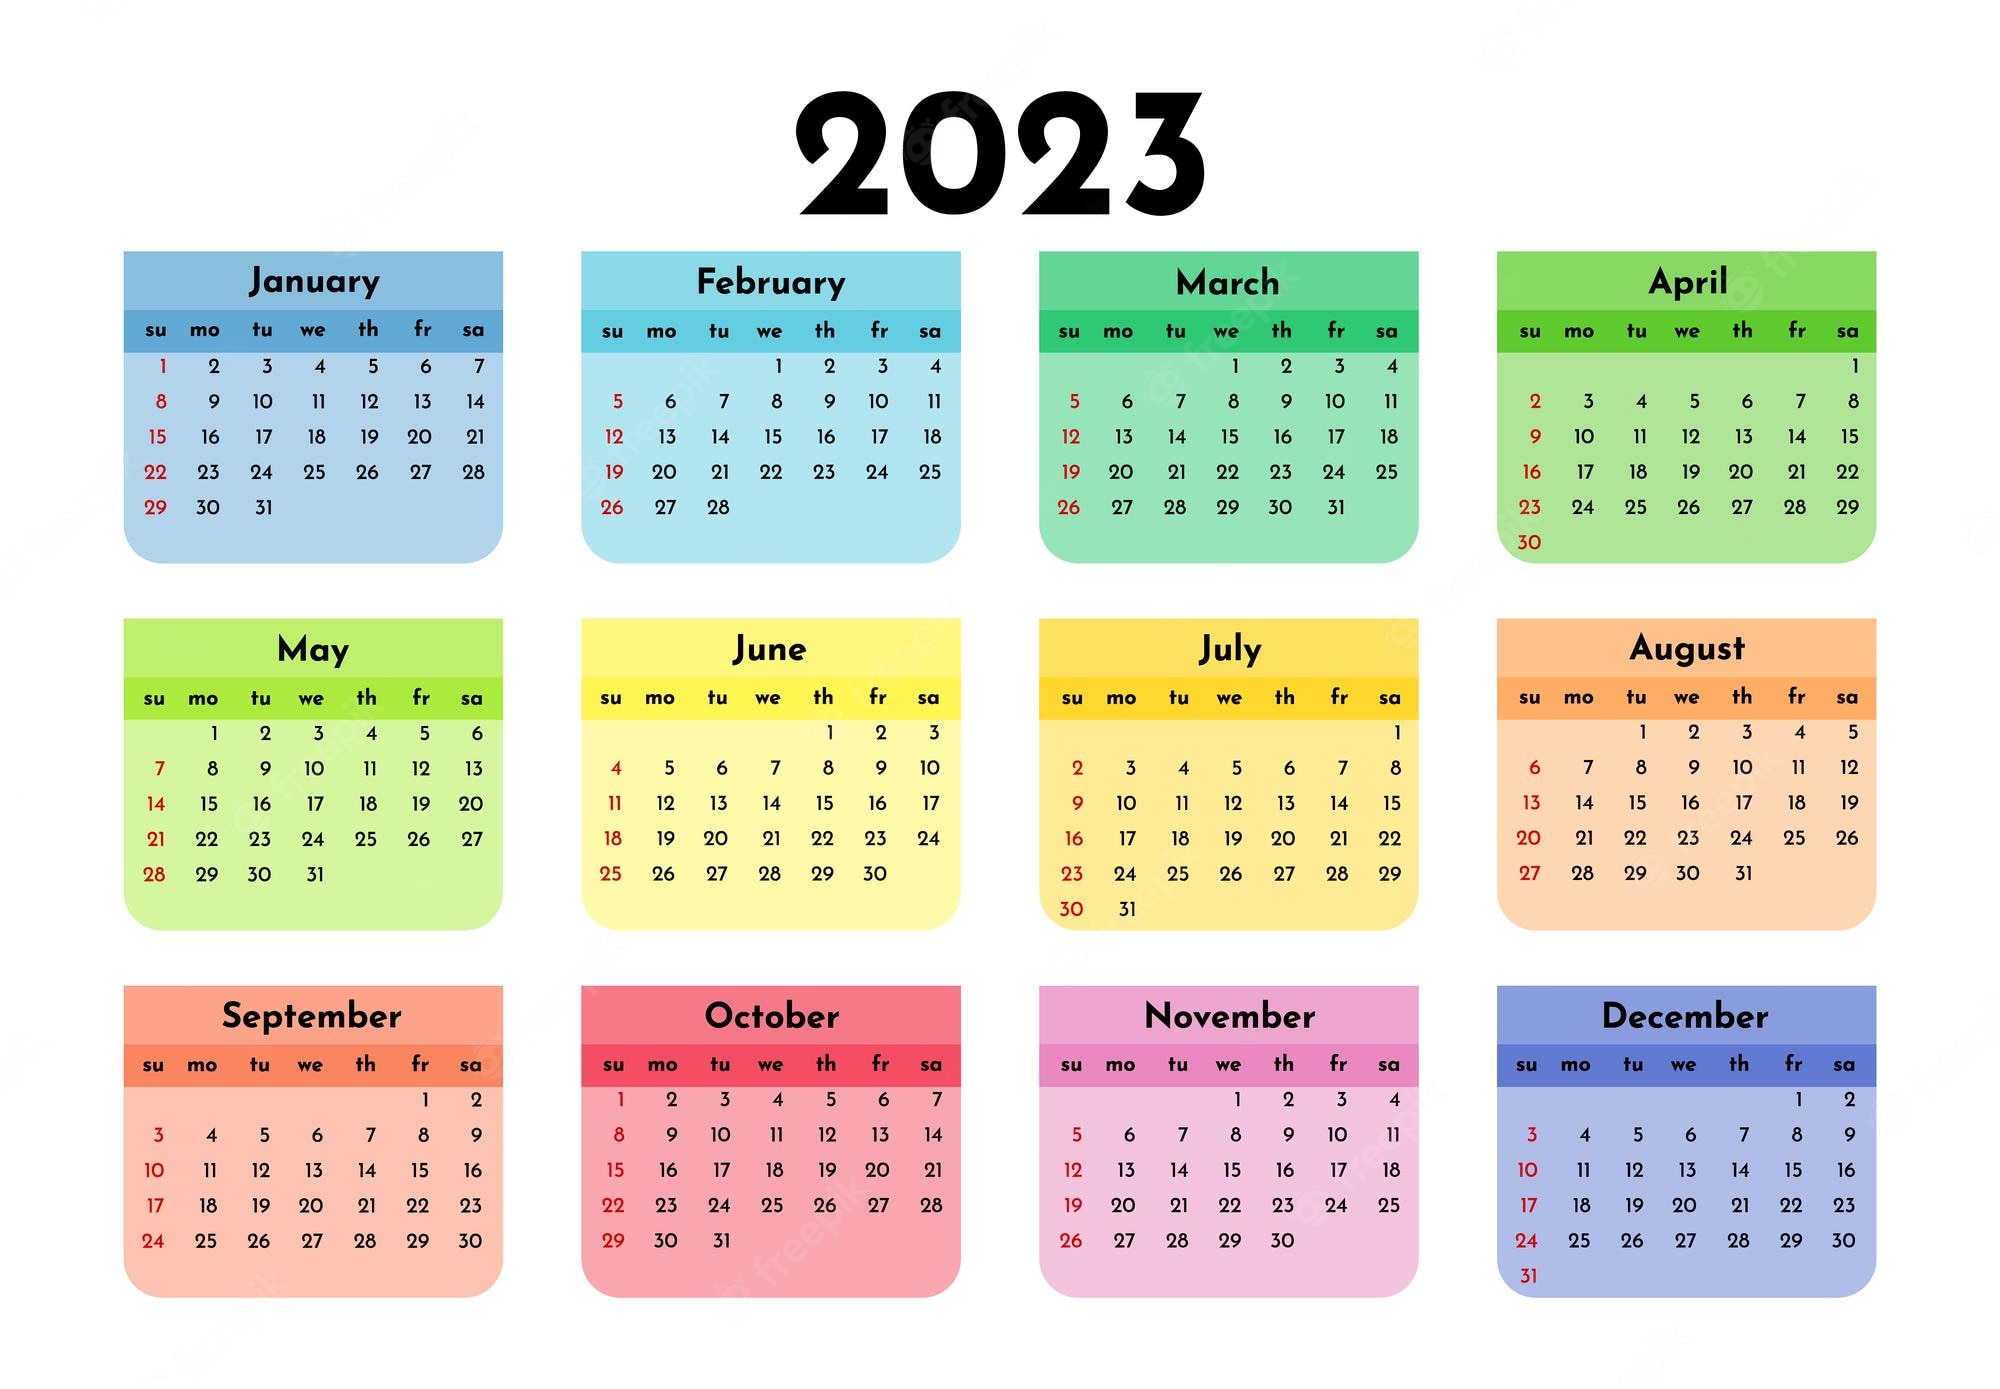 2023
January
su mo tu we th fr sa
1 2 3 4 5 6 7
8 9 10 11 12 13 14
15 16 17 18 19 20 21
22 23 24 25 26 27 28
29 30 31
February
su mo tu we th fr sa
1 2 3 4
5 6 7 8 9 10 11
12 13 14 15 16 17 18
19 20 21 22 23 24 25
26 27 28
March
su mo tu we th fr sa
1 2 3 4
5 6 7 8 9 10 11
12 13 14 15 16 17 18
19 20 21 22 23 24 25
26 27 28 29 30 31
April
su mo tu we th fr sa
1
2 3 4 5 6 7 8
9 10 11 12 13 14 15
16 17 18 19 20 21 22
23 24 25 26 27 28 29
30
May
su mo tu we th fr sa
1 2 3 4 5 6
7 8 9 10 11 12 13
14 15 16 17 18 19 20
21 22 23 24 25 26 27
28 29 30 31
June
su mo tu we th fr sa
1 2 3
4 5 6 7 8 9 10
11 12 13 14 15 16 17
18 19 20 21 22 23 24
25 26 27 28 29 30
July
su mo tu we th fr sa
1
2 3 4 5 6 7 8
9 10 11 12 13 14 15
16 17 18 19 20 21 22
23 24 25 26 27 28 29
30 31
August
su mo tu we th fr sa
1 2 3 4 5
6 7 8 9 10 11 12
13 14 15 16 17 18 19
20 21 22 23 24 25 26
27 28 29 30 31
September
su mo tu we th fr sa
1 2
3 4 5 6 7 8 9
10 11 12 13 14 15 16
17 18 19 20 21 22 23
24 25 26 27 28 29 30
October
su mo tu we th fr sa
1 2 3 4 5 6 7
8 9 10 11 12 13 14
15 16 17 18 19 20 21
22 23 24 25 26 27 28
29 30 31
November
su mo tu we th fr sa
1 2 3 4
5 6 7 8 9 10 11
12 13 14 15 16 17 18
19 20 21 22 23 24 25
26 27 28 29 30
December
su mo tu we th fr sa
1 2
3 4 5 6 7 8 9
10 11 12 13 14 15 16
17 18 19 20 21 22 23
24 25 26 27 28 29 30
31
freepik